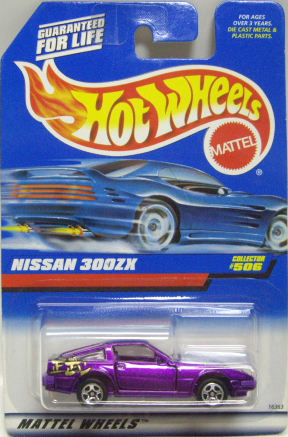 GUARANTEED
FOR LIFE
FOR AGES
OVER 3 YEARS.
DIE CAST METAL &
PLASTIC PARTS.
Hot Wheels
MATTEL
NISSAN 300ZX
COLLECTOR
#506
MATTEL WHEELS™